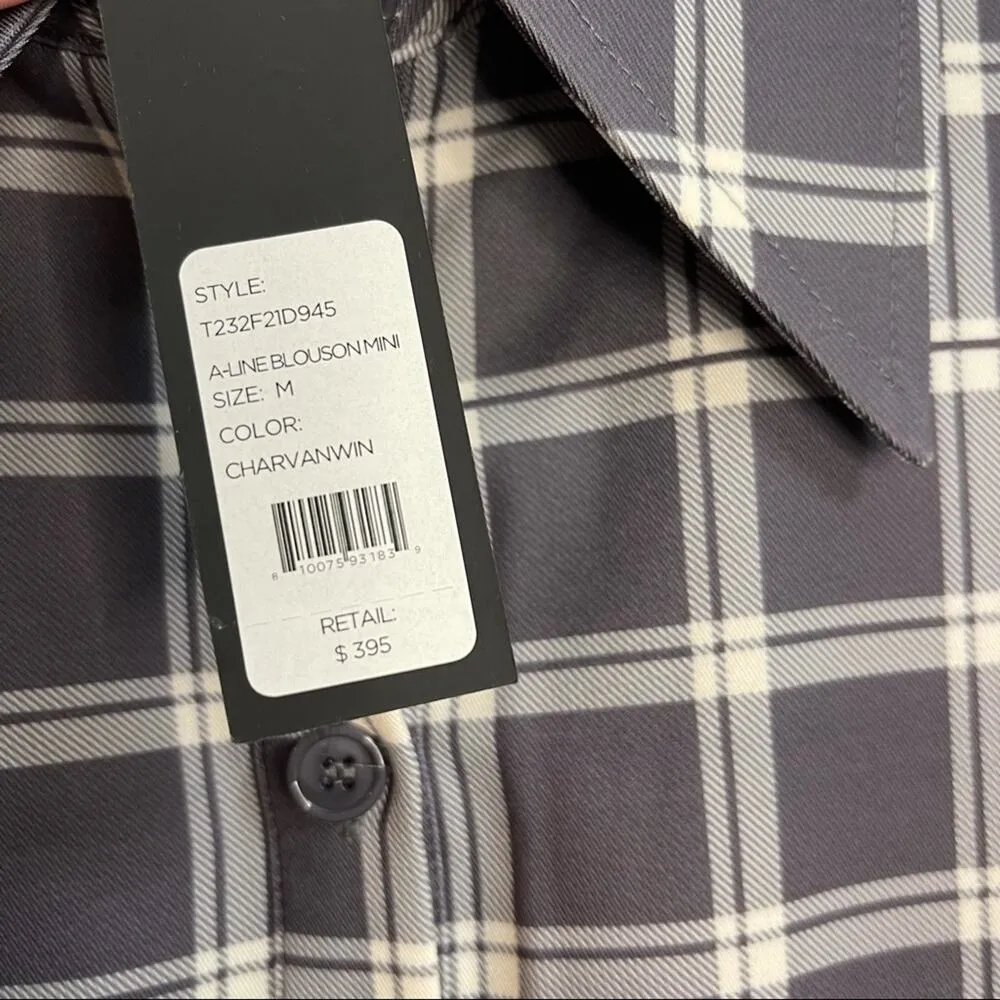 STYLE:
T232F21D945
A-LINE BLOUSON MINI
SIZE: M
COLOR:
CHARVANWIN
8 10075 93183 9
RETAIL:
$ 395